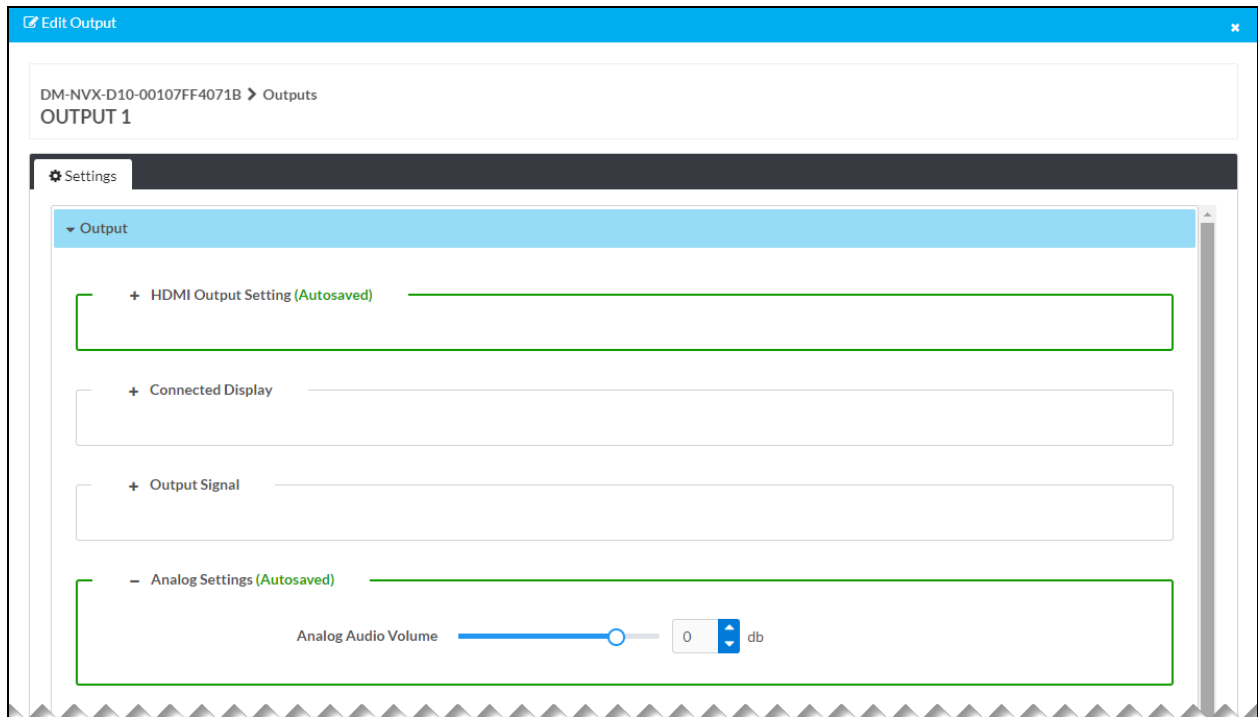 Edit Output
DM-NVX-D10-00107FF4071B > Outputs
OUTPUT 1
Settings
Output
+ HDMI Output Setting (Autosaved)
+ Connected Display
+ Output Signal
– Analog Settings (Autosaved)
Analog Audio Volume 0 db